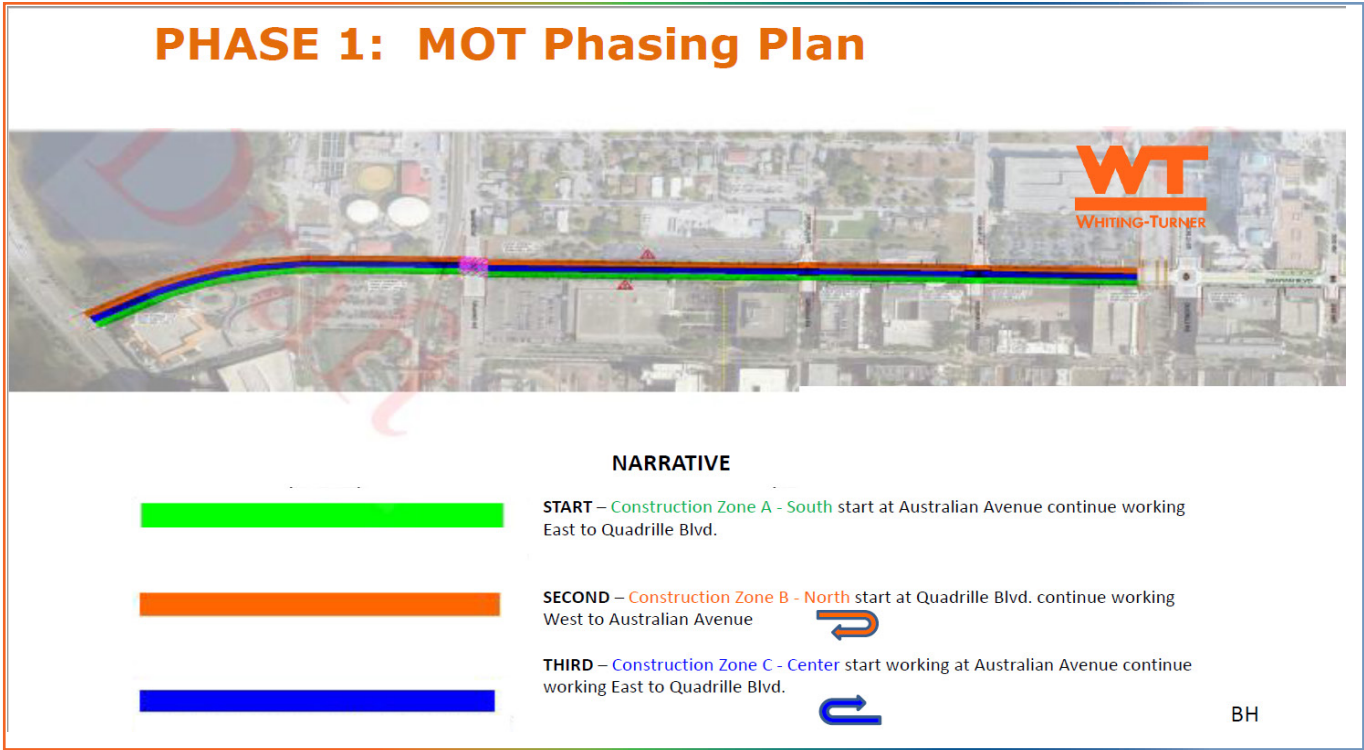 PHASE 1: MOT Phasing Plan
WT
WHITING-TURNER
Draft
NARRATIVE
START – Construction Zone A - South start at Australian Avenue continue working
East to Quadrille Blvd.
SECOND – Construction Zone B - North start at Quadrille Blvd. continue working
West to Australian Avenue
THIRD – Construction Zone C - Center start working at Australian Avenue continue
working East to Quadrille Blvd.
BH